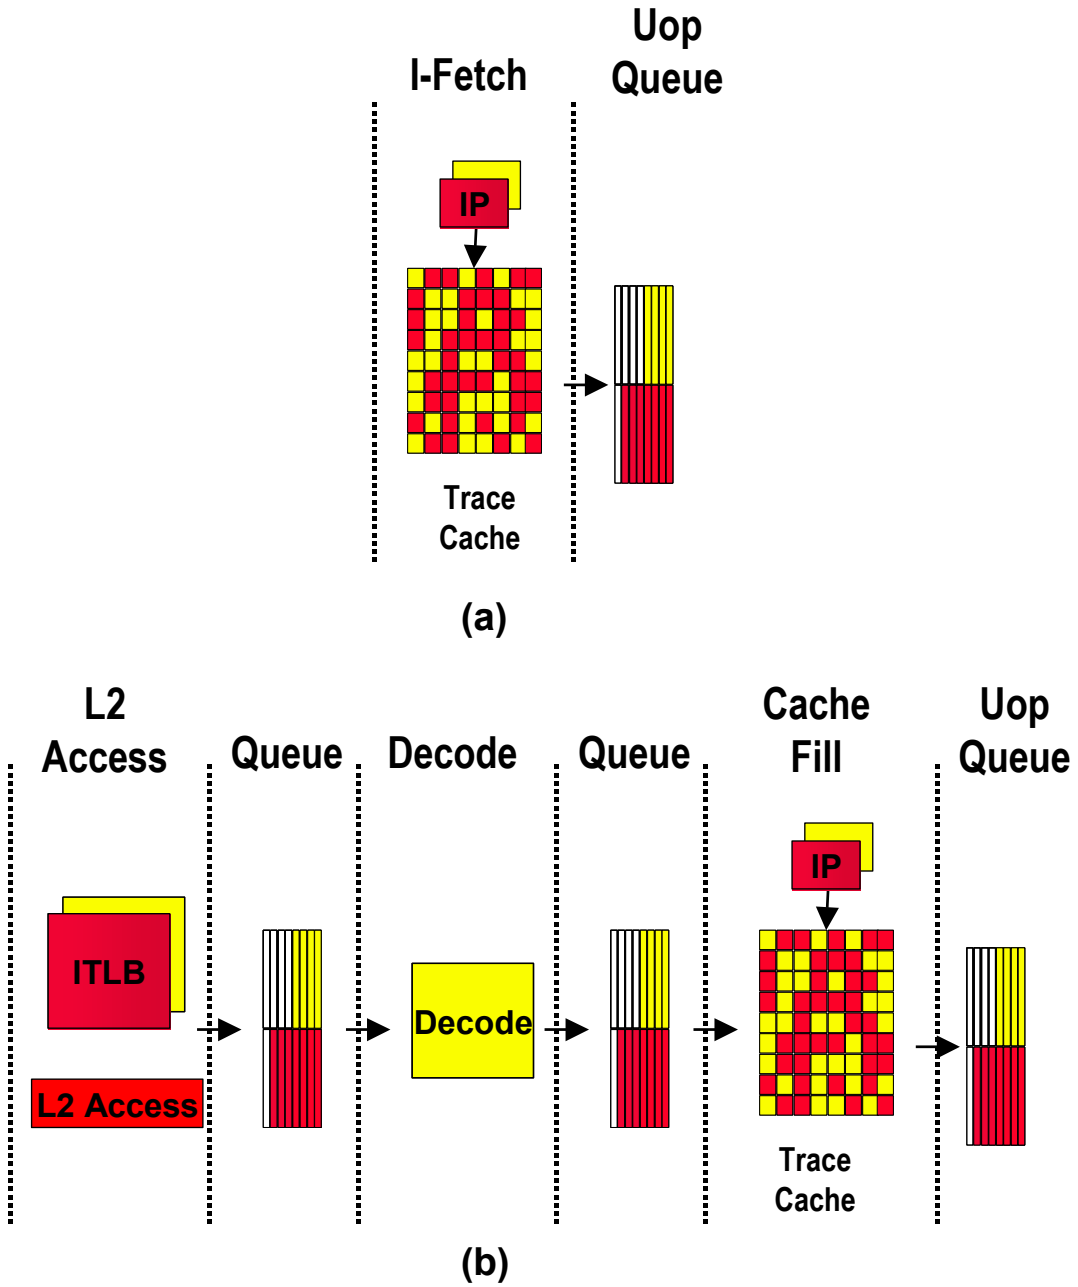 I-Fetch
Uop
Queue
IP
Trace
Cache
(a)
L2
Access
Queue
Decode
Queue
Cache
Fill
Uop
Queue
IP
ITLB
Decode
L2 Access
Trace
Cache
(b)